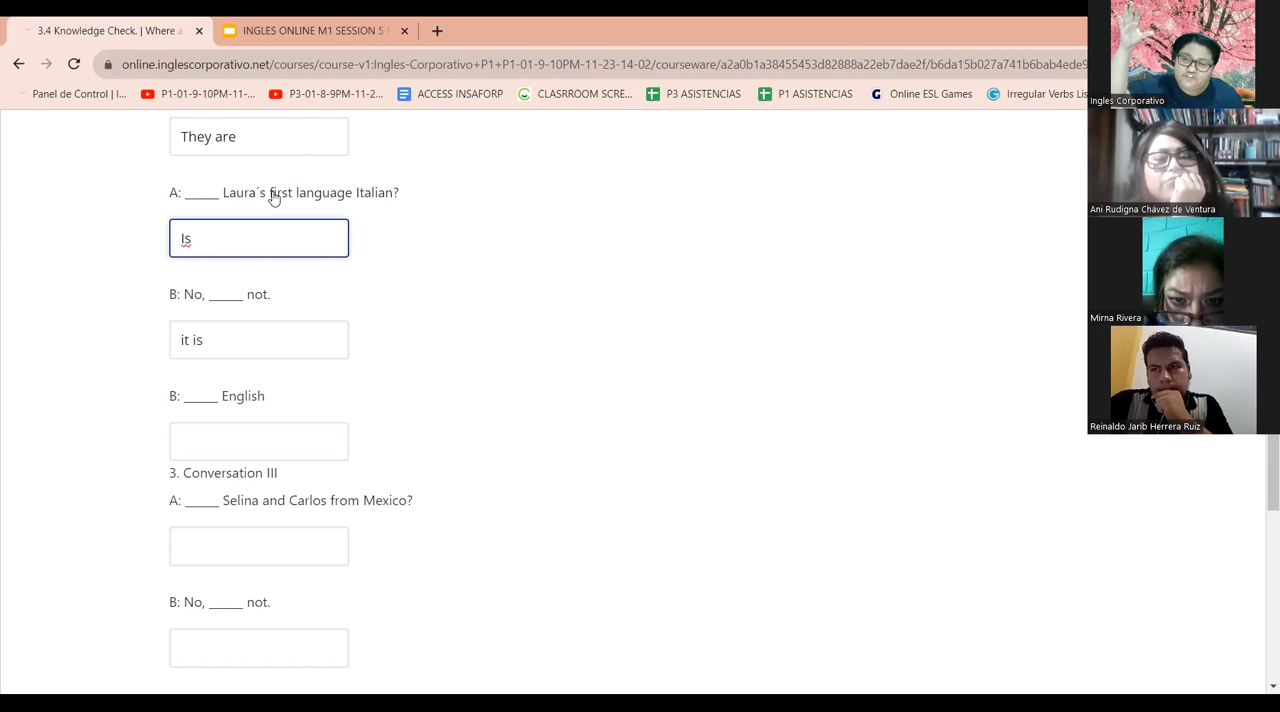 3.4 Knowledge Check. | Where a
INGLES ONLINE M1 SESSION 5
online.inglescorporativo.net/courses/course-v1:Ingles-Corporativo+P1+P1-01-9-10PM-11-23-14-02/courseware/a2a0b1a38455453d82888a22eb7dae2f/b6da15b027a741b6bab4ede9
Panel de Control | I... P1-01-9-10PM-11-... P3-01-8-9PM-11-2... ACCESS INSAFORP CLASRROOM SCRE... P3 ASISTENCIAS P1 ASISTENCIAS Online ESL Games Irregular Verbs Lis
They are
A: _____ Laura´s first language Italian?
Is
B: No, _____ not.
it is
B: _____ English
3. Conversation III
A: _____ Selina and Carlos from Mexico?
B: No, _____ not.
Ingles Corporativo
Ani Rudigna Chávez de Ventura
Mirna Rivera
Reinaldo Jarib Herrera Ruiz